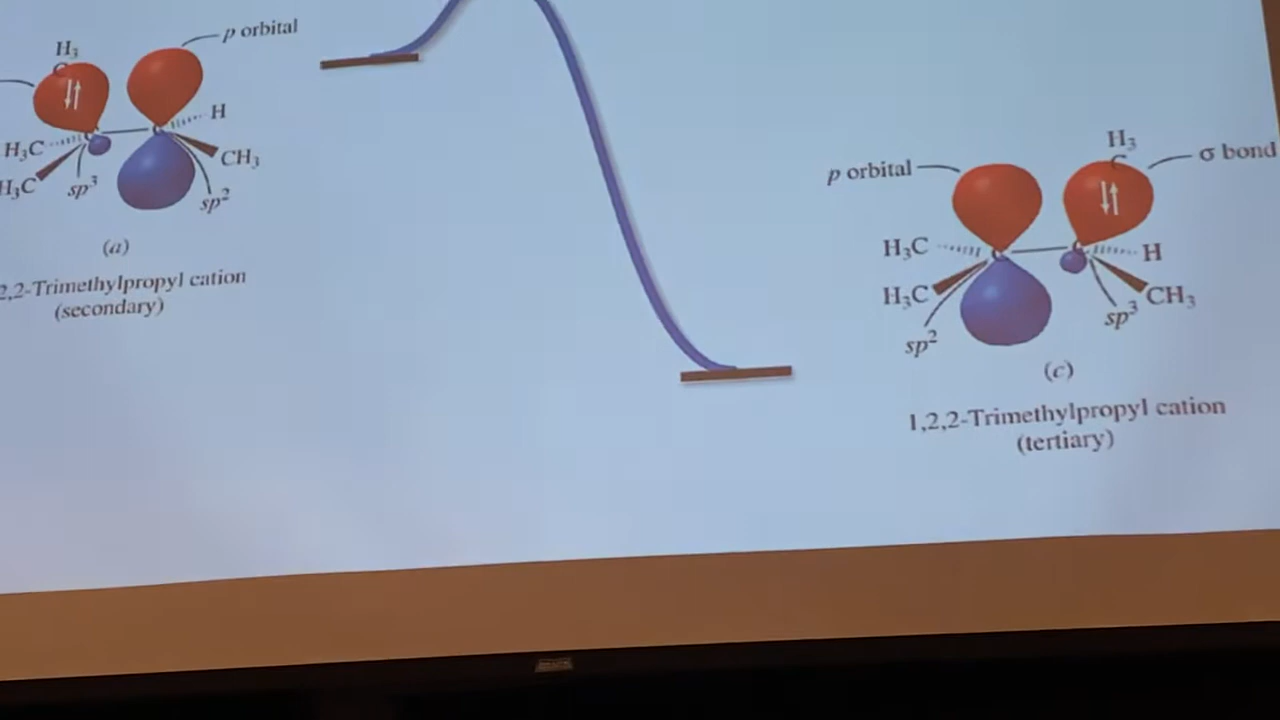 p orbital
H₃
C
H
H₃C
CH₃
H₃C
sp³
sp²
(a)
2,2-Trimethylpropyl cation
(secondary)
p orbital
H₃
C
σ bond
H₃C
C
C
H
H₃C
CH₃
sp²
sp³
(c)
1,2,2-Trimethylpropyl cation
(tertiary)